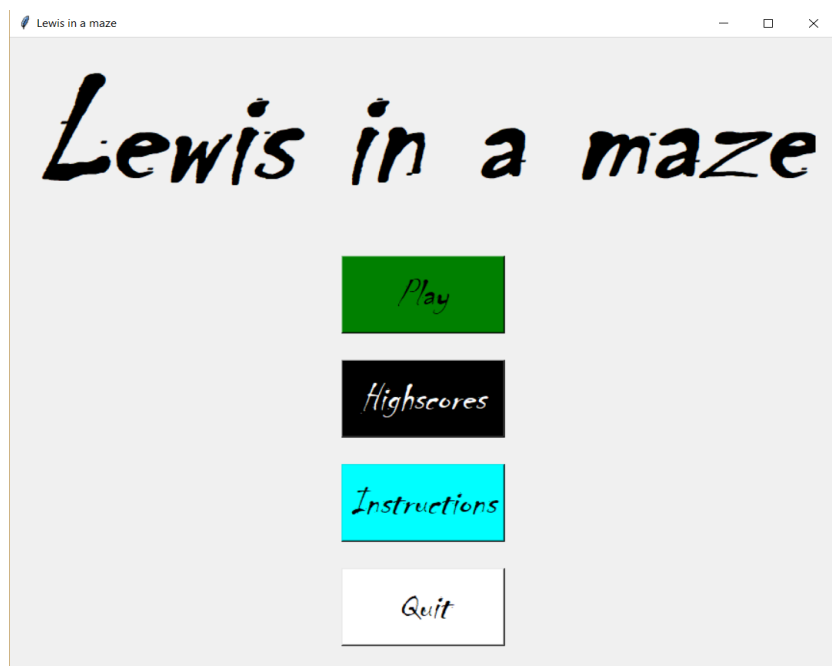 Lewis in a maze
Lewis in a maze
Play
Highscores
Instructions
Quit